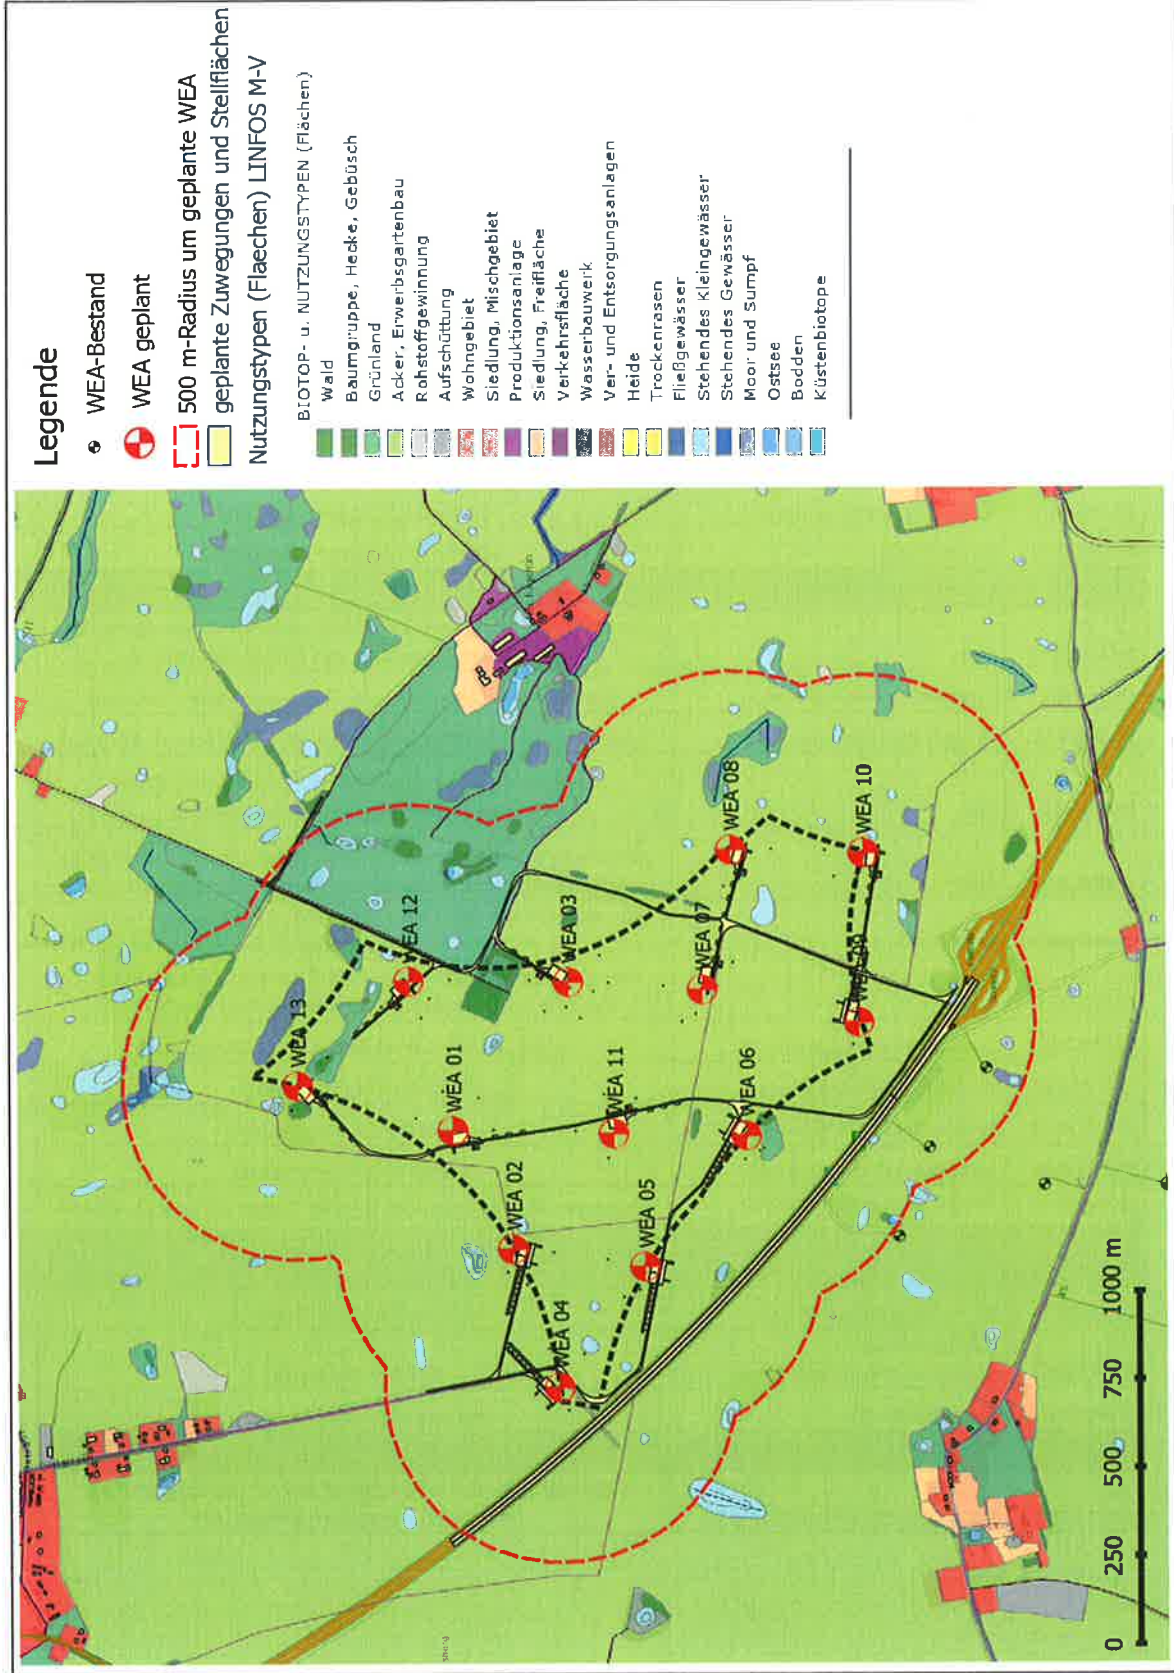 Legende
WEA-Bestand
WEA geplant
500 m-Radius um geplante WEA
geplante Zuwegungen und Stellflächen
Nutzungstypen (Flaechen) LINFOS M-V
BIOTOP- u. NUTZUNGSTYPEN (Flächen)
Wald
Baumgruppe, Hecke, Gebüsch
Grünland
Acker, Erwerbsgartenbau
Rohstoffgewinnung
Aufschüttung
Wohngebiet
Siedlung, Mischgebiet
Produktionsanlage
Siedlung, Freifläche
Verkehrsfläche
Wasserbauwerk
Ver- und Entsorgungsanlagen
Heide
Trockenrasen
Fließgewässer
Stehendes Kleingewässer
Stehendes Gewässer
Moor und Sumpf
Ostsee
Bodden
Küstenbiotope
WEA 13
WEA 12
WEA 01
WEA 02
WEA 03
WEA 04
WEA 11
WEA 05
WEA 07
WEA 08
WEA 06
WEA 10
0 250 500 750 1000 m